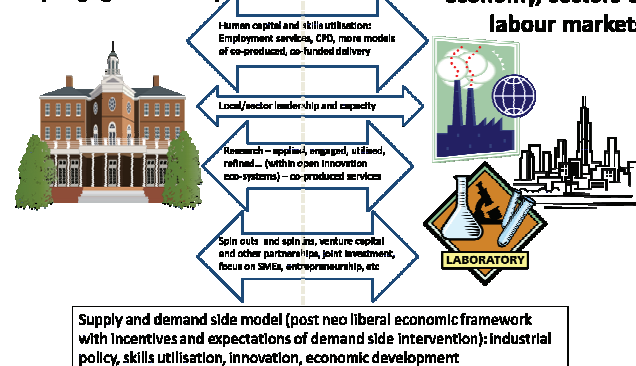 labour markets
Human capital and skills utilisation:
Employment services, CPD, more models
of co-produced, co-funded delivery
Local/sector leadership and capacity
Research – applied, engaged, utilised,
refined... (within open innovation
eco-systems) – co-produced services
Spin outs and spin ins, venture capital
and other partnerships, joint investment,
focus on SMEs, entrepreneurship, etc
LABORATORY
Supply and demand side model (post neo liberal economic framework
with incentives and expectations of demand side intervention): industrial
policy, skills utilisation, innovation, economic development